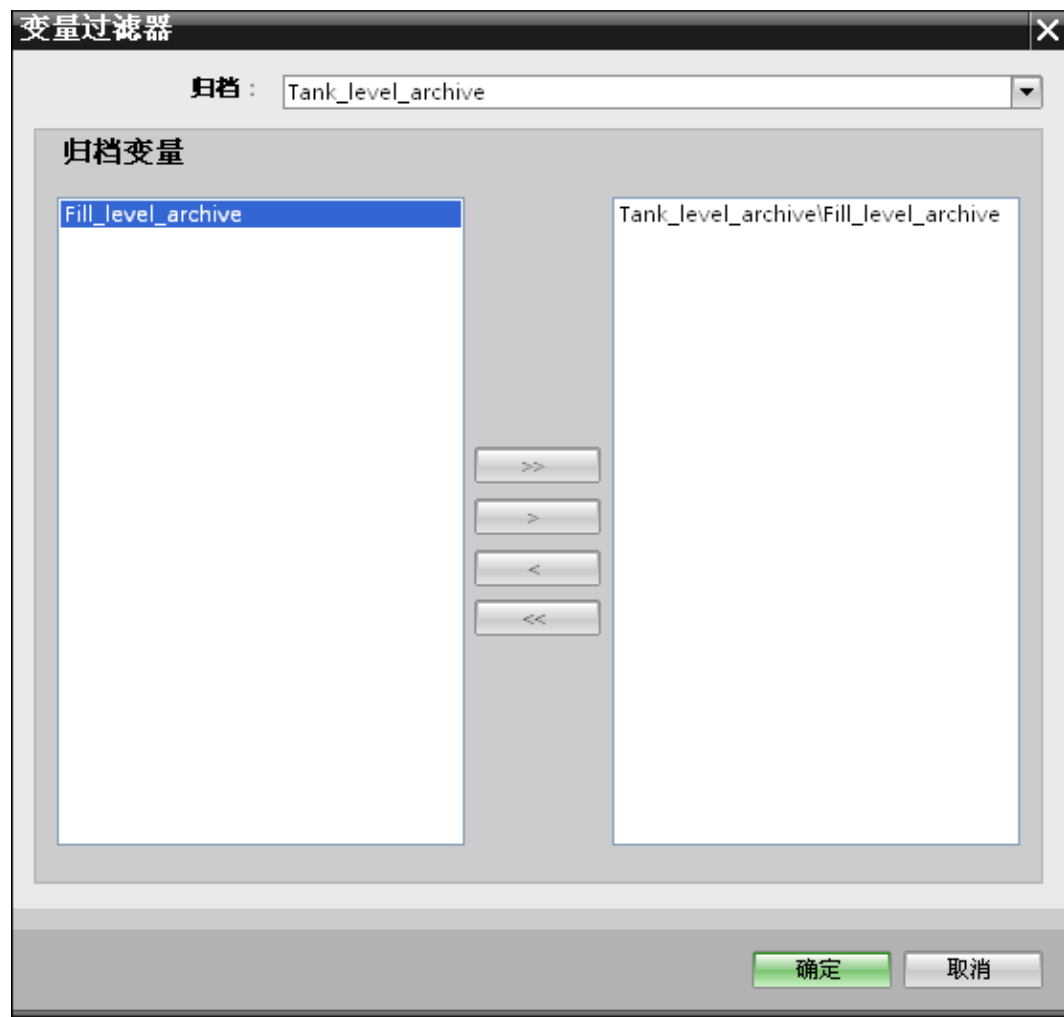 变量过滤器
归档： Tank_level_archive
归档变量
Fill_level_archive
Tank_level_archive\Fill_level_archive
>>
>
<
<<
确定 取消